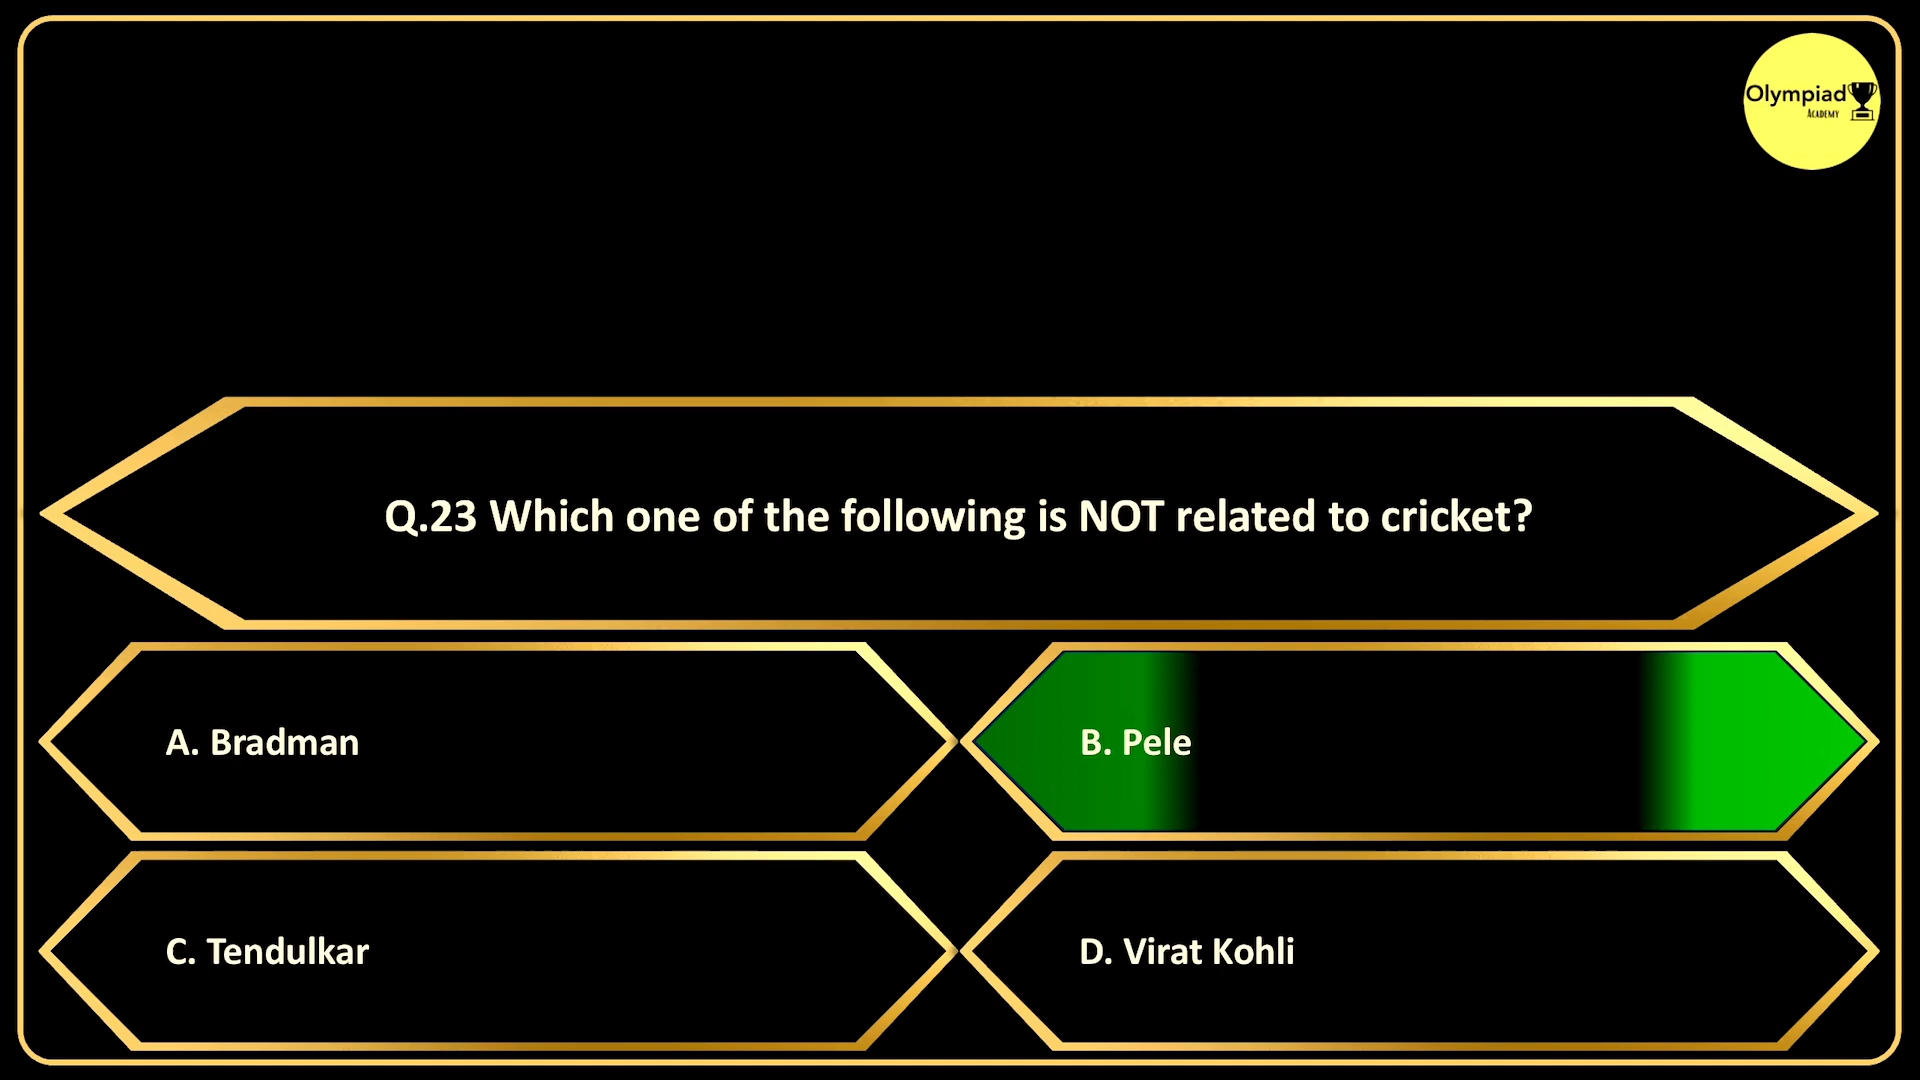 Olympiad
Academy
Q.23 Which one of the following is NOT related to cricket?
A. Bradman
B. Pele
C. Tendulkar
D. Virat Kohli